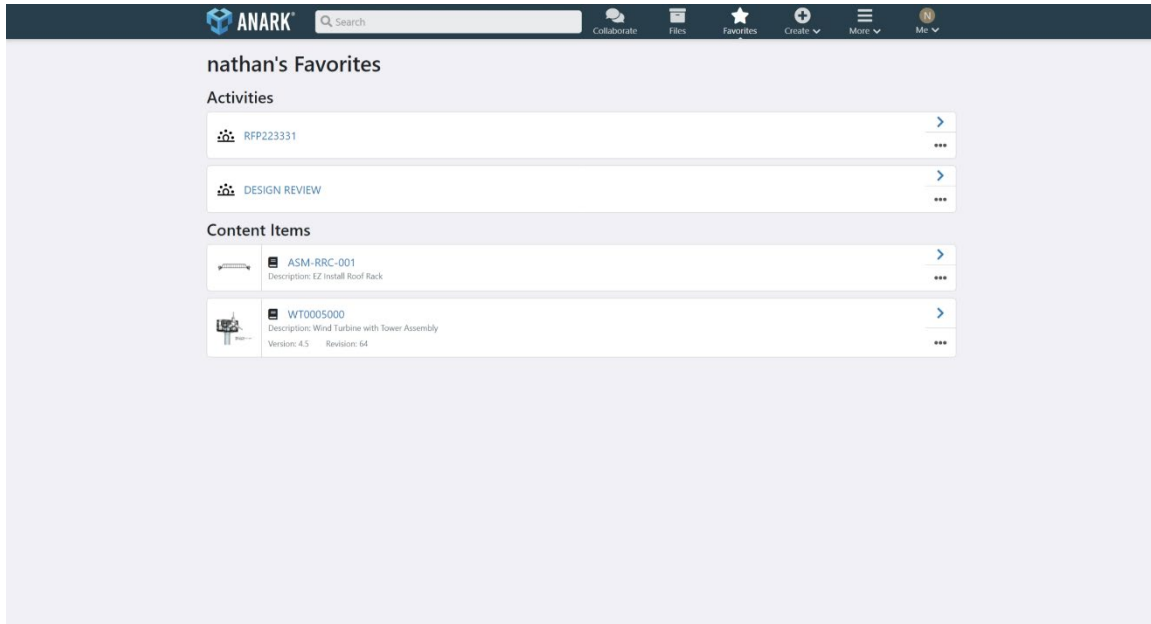 ANARK
Search
Collaborate
Files
Favorites
Create
More
N
Me
nathan's Favorites
Activities
RFP223331
DESIGN REVIEW
Content Items
ASM-RRC-001
Description: EZ Install Roof Rack
WT0005000
Description: Wind Turbine with Tower Assembly
Version: 4.5 Revision: 64